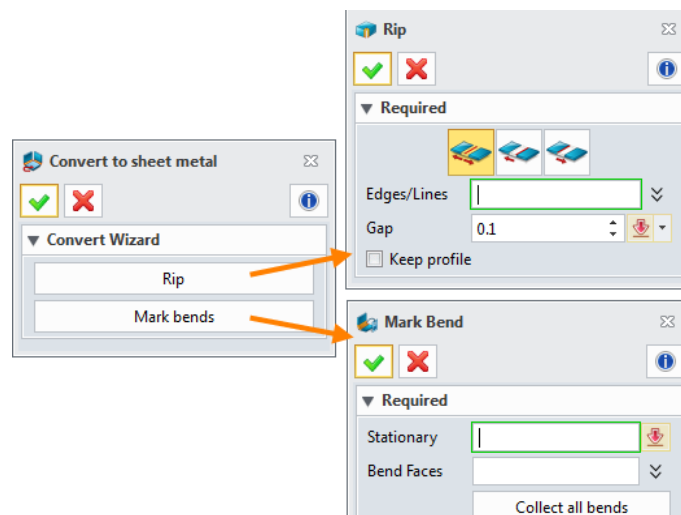 Convert to sheet metal
Convert Wizard
Rip
Mark bends
Rip
Required
Edges/Lines
Gap 0.1
Keep profile
Mark Bend
Required
Stationary
Bend Faces
Collect all bends